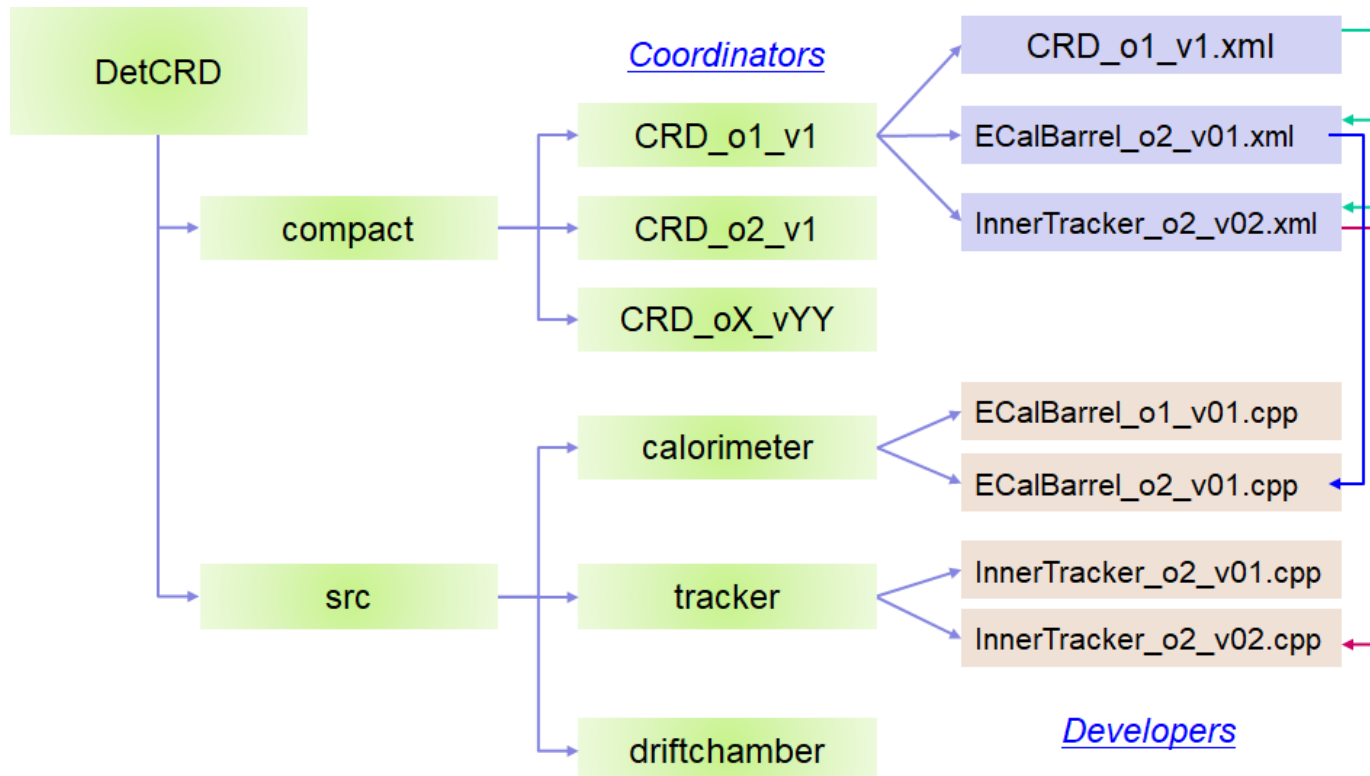 DetCRD
Coordinators
CRD_o1_v1.xml
CRD_o1_v1
ECalBarrel_o2_v01.xml
compact
CRD_o2_v1
InnerTracker_o2_v02.xml
CRD_oX_vYY
ECalBarrel_o1_v01.cpp
calorimeter
ECalBarrel_o2_v01.cpp
src
tracker
InnerTracker_o2_v01.cpp
InnerTracker_o2_v02.cpp
driftchamber
Developers